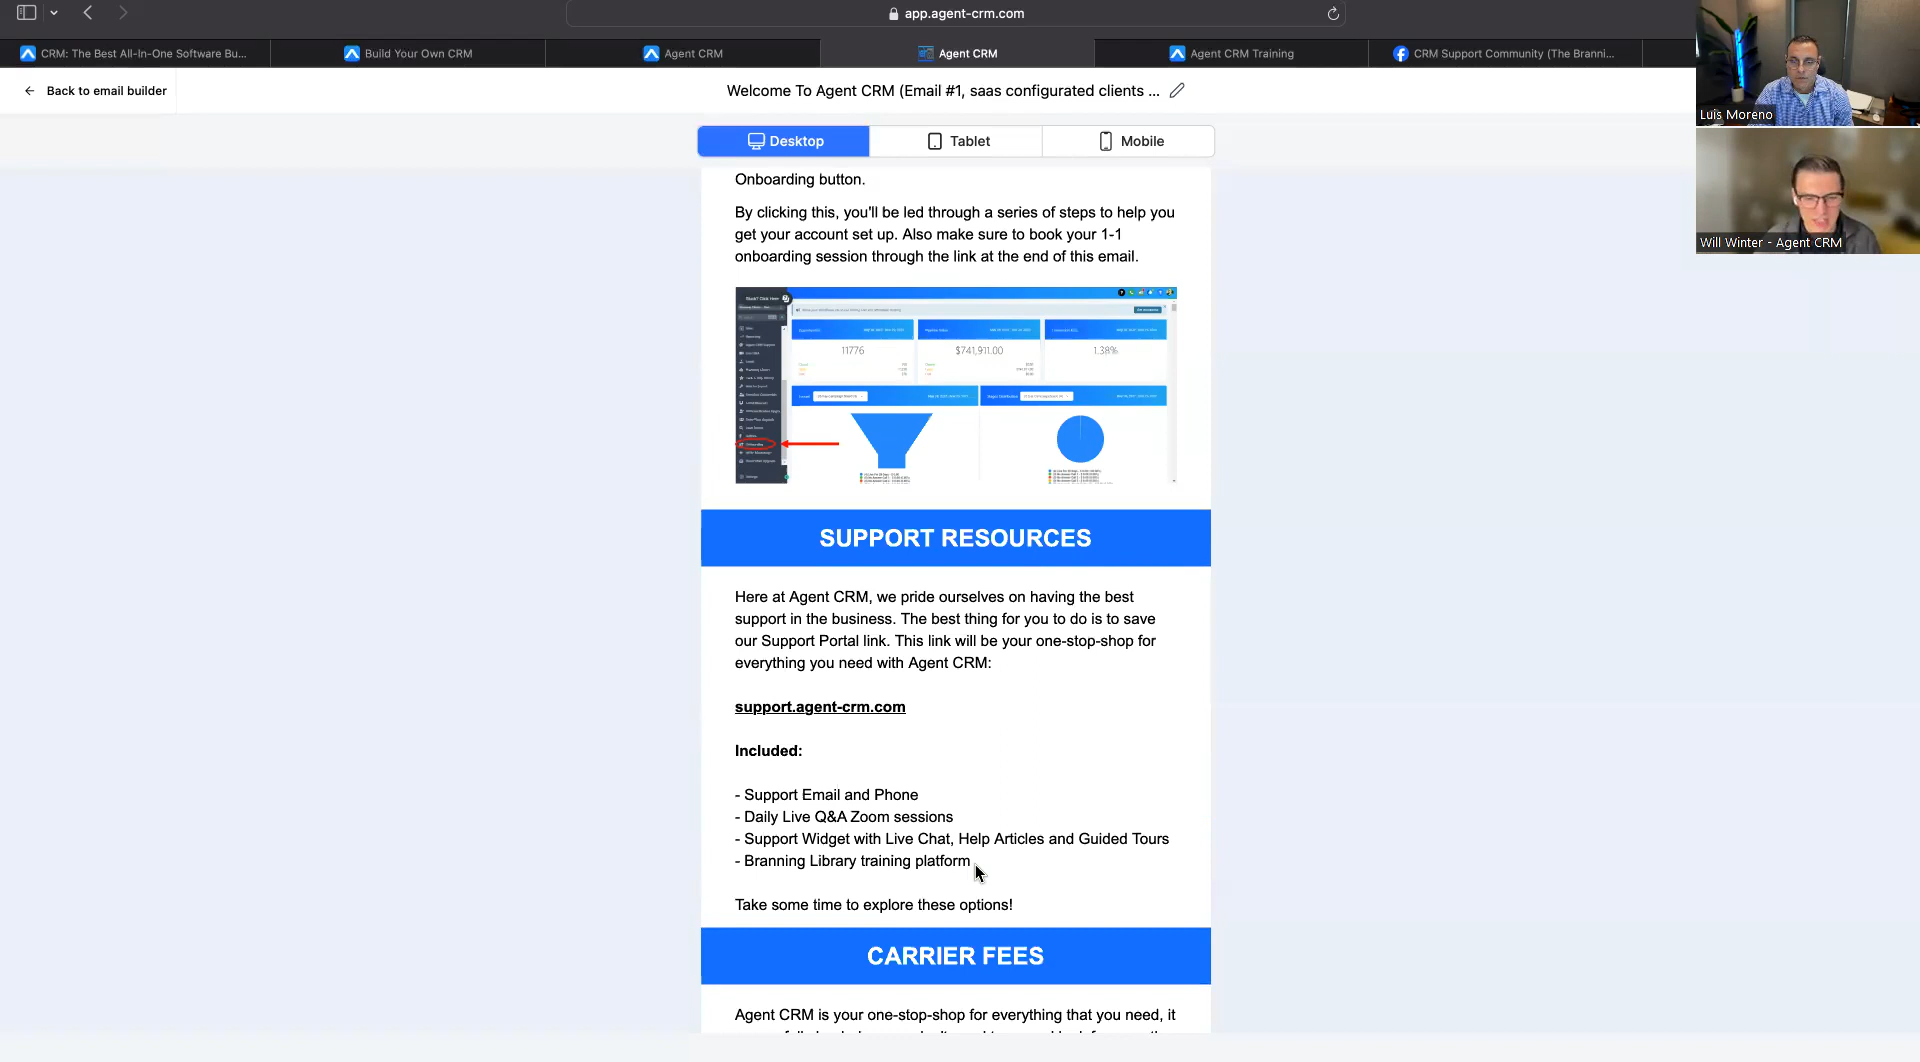 app.agent-crm.com
CRM: The Best All-In-One Software Bu...
Build Your Own CRM
Agent CRM
Agent CRM
Agent CRM Training
CRM Support Community (The Branni...
Back to email builder
Welcome To Agent CRM (Email #1, saas configurated clients ...
Luis Moreno
Desktop
Tablet
Mobile
Onboarding button.
By clicking this, you'll be led through a series of steps to help you
get your account set up. Also make sure to book your 1-1
onboarding session through the link at the end of this email.
Will Winter - Agent CRM
11776
$741,911.00
1.38%
SUPPORT RESOURCES
Here at Agent CRM, we pride ourselves on having the best
support in the business. The best thing for you to do is to save
our Support Portal link. This link will be your one-stop-shop for
everything you need with Agent CRM:
support.agent-crm.com
Included:
- Support Email and Phone
- Daily Live Q&A Zoom sessions
- Support Widget with Live Chat, Help Articles and Guided Tours
- Branning Library training platform
Take some time to explore these options!
CARRIER FEES
Agent CRM is your one-stop-shop for everything that you need, it